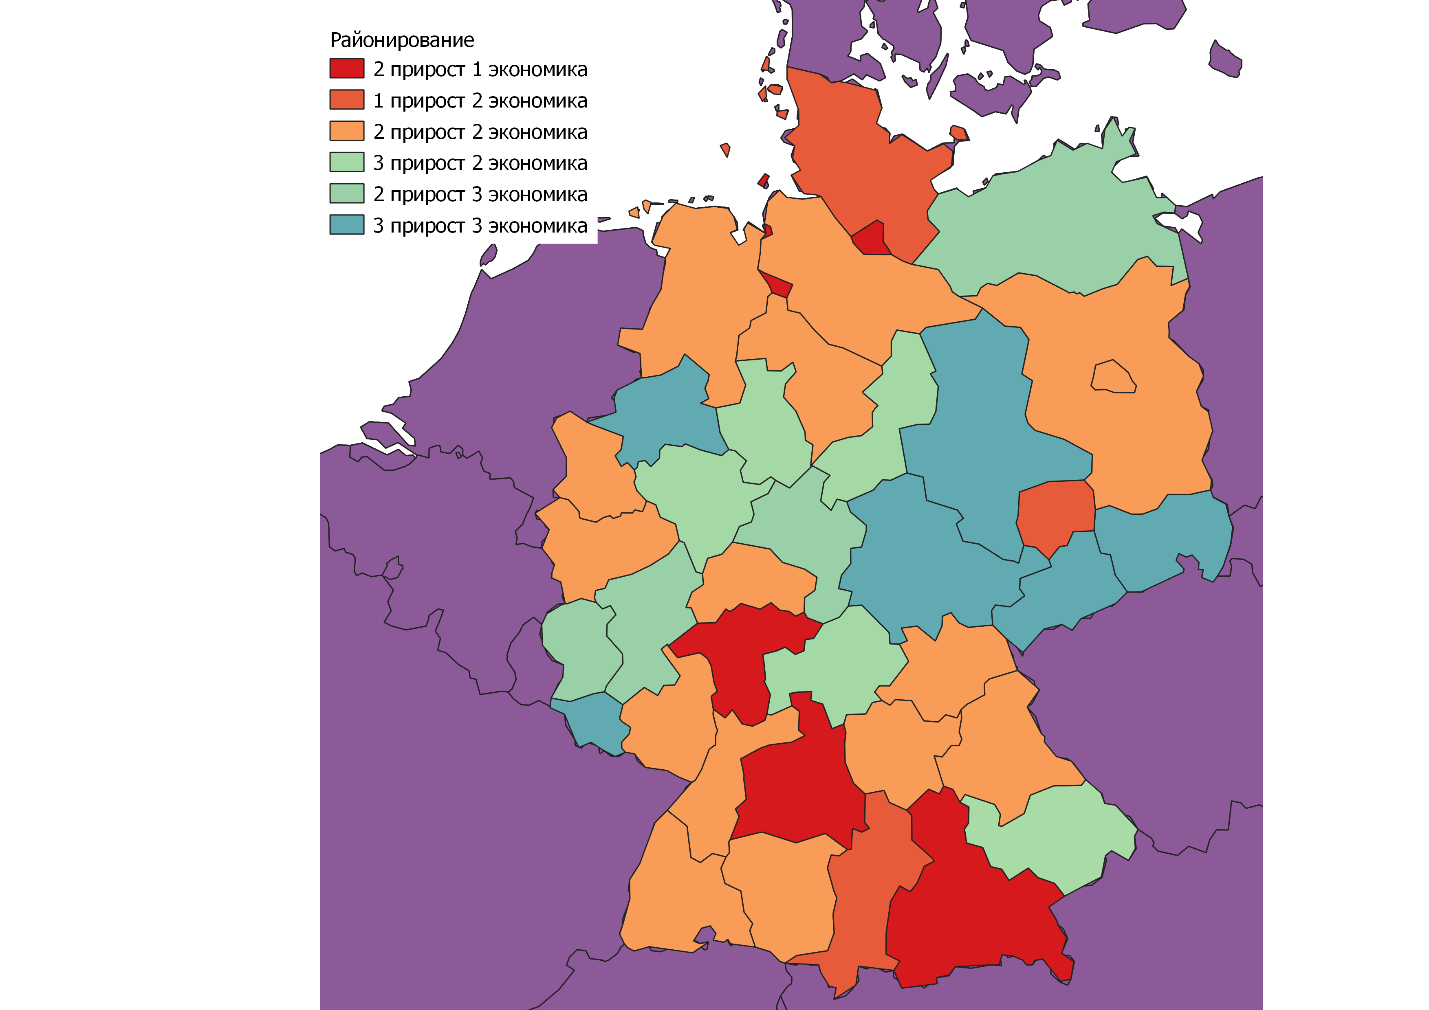 Районирование
2 прирост 1 экономика
1 прирост 2 экономика
2 прирост 2 экономика
3 прирост 2 экономика
2 прирост 3 экономика
3 прирост 3 экономика